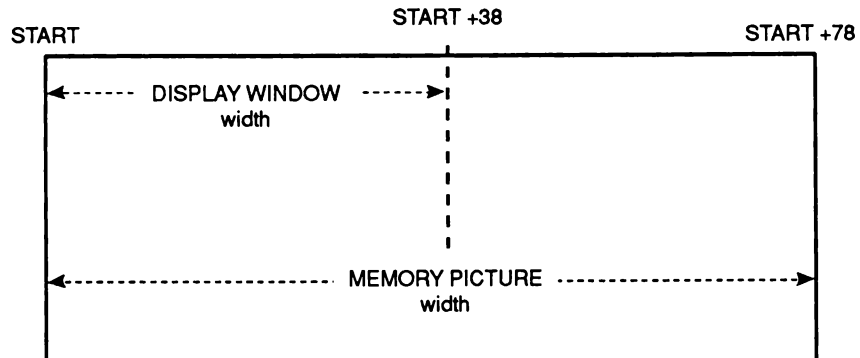 START
START +38
START +78
DISPLAY WINDOW
width
MEMORY PICTURE
width